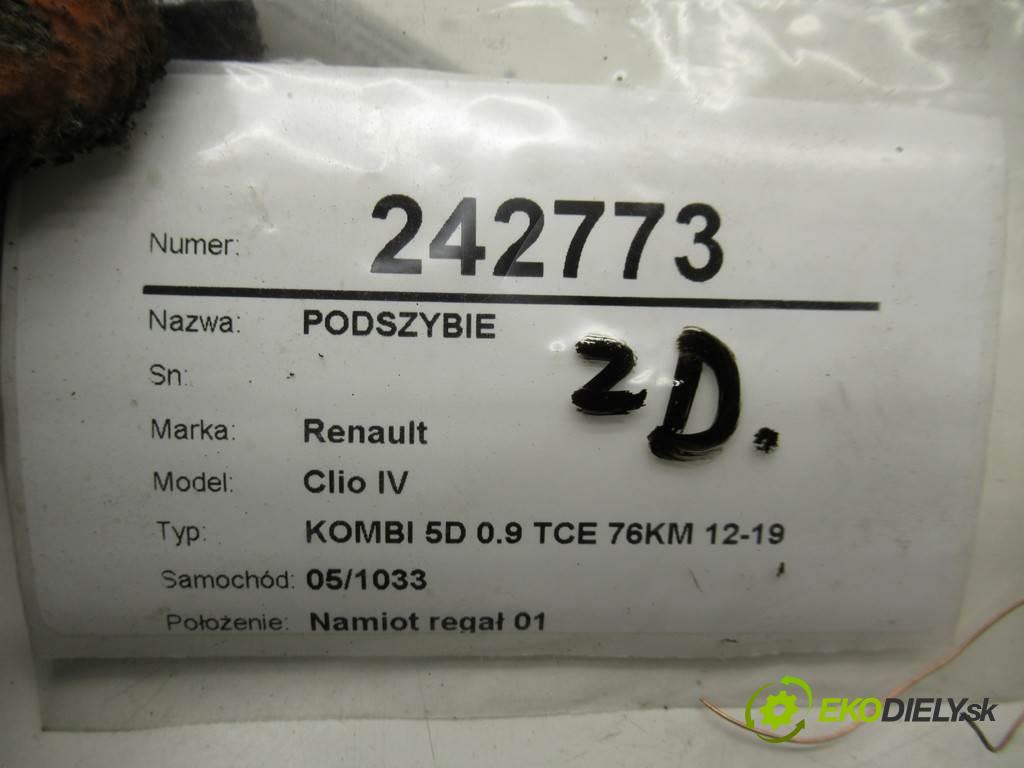 Numer: 242773
Nazwa: PODSZYBIE
2D.
Sn:
Marka: Renault
Model: Clio IV
Typ: KOMBI 5D 0.9 TCE 76KM 12-19
Samochód: 05/1033
Położenie: Namiot regał 01
EKODIELY.sk